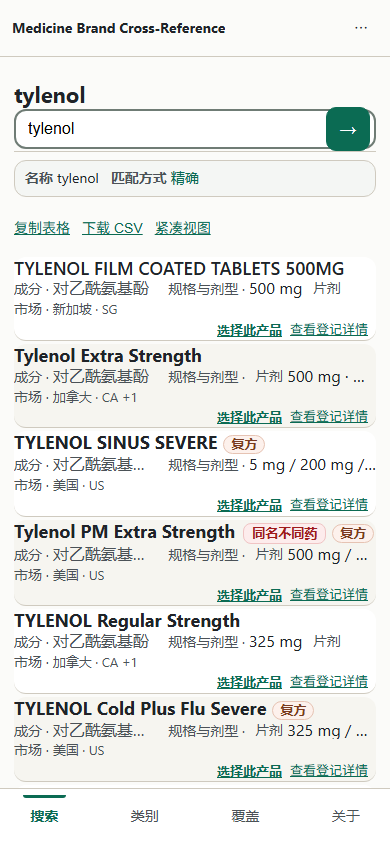 Medicine Brand Cross-Reference ···
tylenol
tylenol →
名称 tylenol 匹配方式 精确
复制表格 下载 CSV 紧凑视图
TYLENOL FILM COATED TABLETS 500MG
成分 · 对乙酰氨基酚 规格与剂型 · 500 mg 片剂
市场 · 新加坡 · SG
选择此产品 查看登记详情
Tylenol Extra Strength
成分 · 对乙酰氨基酚 规格与剂型 · 片剂 500 mg · ...
市场 · 加拿大 · CA +1
选择此产品 查看登记详情
TYLENOL SINUS SEVERE 复方
成分 · 对乙酰氨基... 规格与剂型 · 5 mg / 200 mg /...
市场 · 美国 · US
选择此产品 查看登记详情
Tylenol PM Extra Strength 同名不同药 复方
成分 · 对乙酰氨基... 规格与剂型 · 片剂 500 mg / ...
市场 · 美国 · US
选择此产品 查看登记详情
TYLENOL Regular Strength
成分 · 对乙酰氨基酚 规格与剂型 · 325 mg 片剂
市场 · 加拿大 · CA +1
选择此产品 查看登记详情
TYLENOL Cold Plus Flu Severe 复方
成分 · 对乙酰氨基... 规格与剂型 · 片剂 325 mg / ...
市场 · 美国 · US
选择此产品 查看登记详情
搜索 类别 覆盖 关于